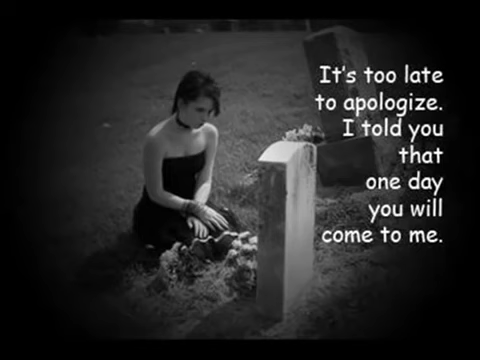 It's too late
to apologize.
I told you
that
one day
you will
come to me.